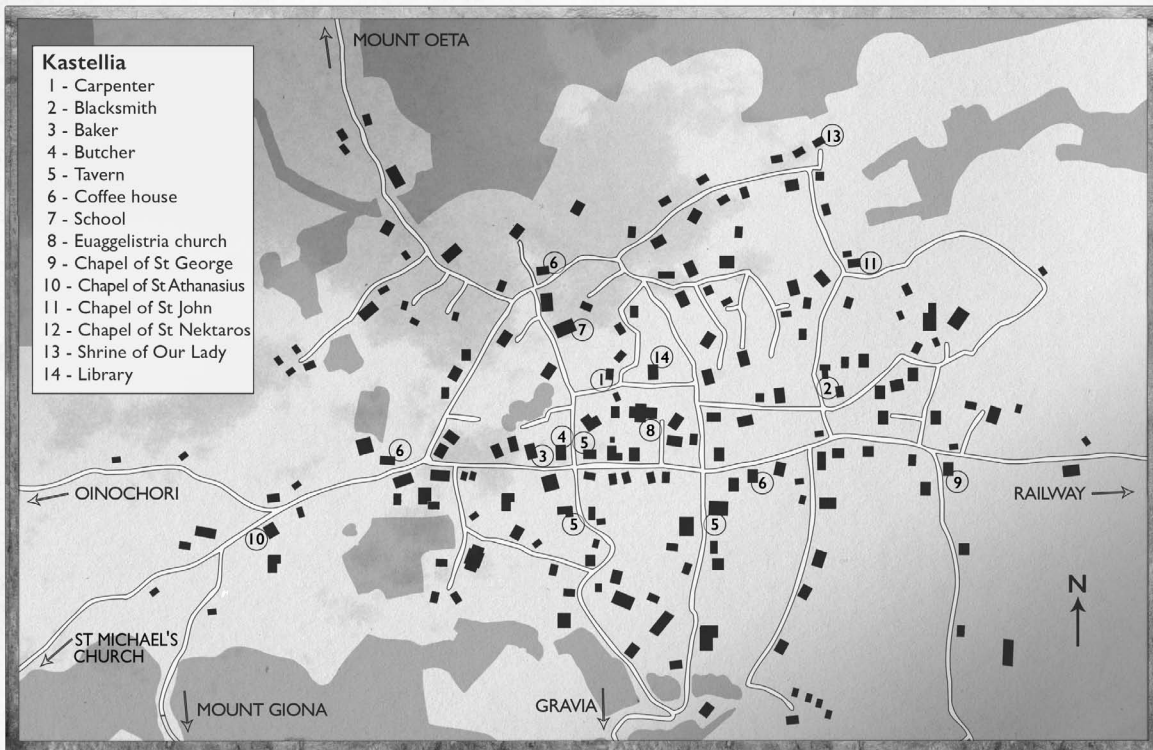 MOUNT OETA
Kastellia
1 - Carpenter
2 - Blacksmith
3 - Baker
4 - Butcher
5 - Tavern
6 - Coffee house
7 - School
8 - Euaggelistria church
9 - Chapel of St George
10 - Chapel of St Athanasius
11 - Chapel of St John
12 - Chapel of St Nektaros
13 - Shrine of Our Lady
14 - Library
13
6
11
7
14
1
2
8
4
5
3
6
6
9
OINOCHORI
RAILWAY
5
5
10
N
ST MICHAEL'S
CHURCH
MOUNT GIONA
GRAVIA